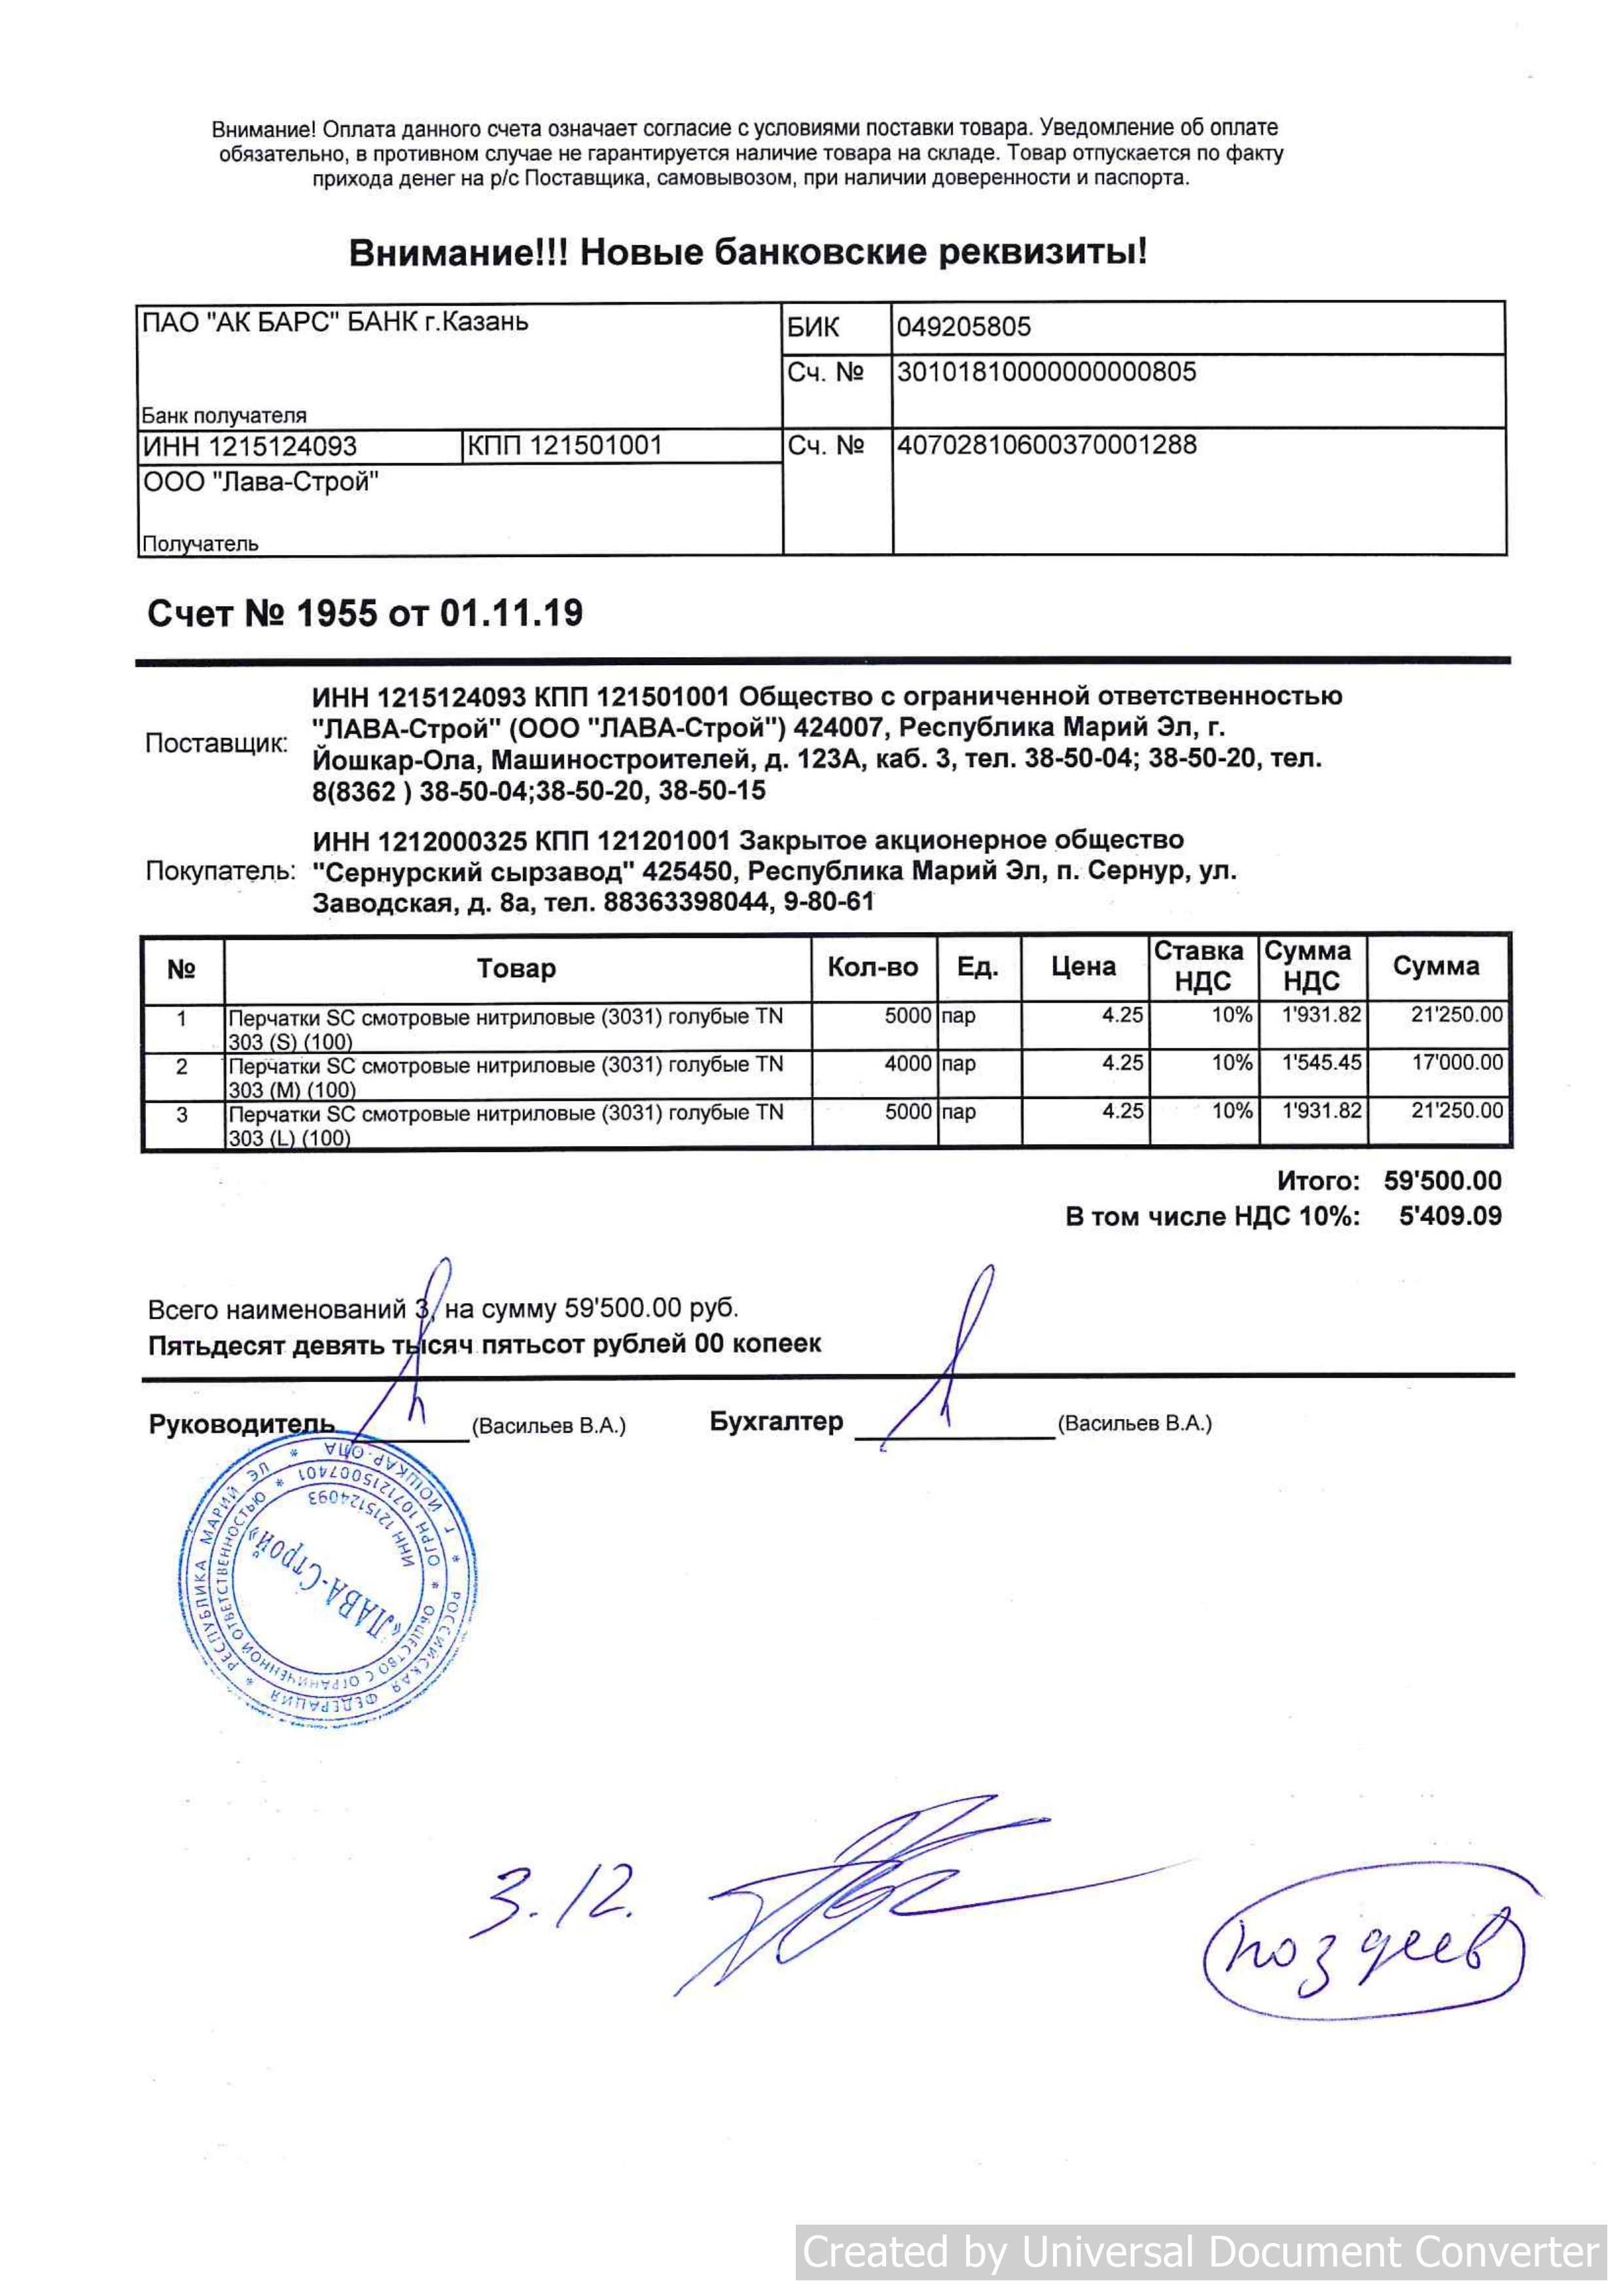 Внимание! Оплата данного счета означает согласие с условиями поставки товара. Уведомление об оплате
обязательно, в противном случае не гарантируется наличие товара на складе. Товар отпускается по факту
прихода денег на р/с Поставщика, самовывозом, при наличии доверенности и паспорта.
Внимание!!! Новые банковские реквизиты!
ПАО "АК БАРС" БАНК г.Казань
БИК 049205805
Сч. № 30101810000000000805
Банк получателя
ИНН 1215124093 КПП 121501001 Сч. № 40702810600370001288
ООО "Лава-Строй"
Получатель
Счет № 1955 от 01.11.19
Поставщик:
ИНН 1215124093 КПП 121501001 Общество с ограниченной ответственностью
"ЛАВА-Строй" (ООО "ЛАВА-Строй") 424007, Республика Марий Эл, г.
Йошкар-Ола, Машиностроителей, д. 123А, каб. 3, тел. 38-50-04; 38-50-20, тел.
8(8362 ) 38-50-04;38-50-20, 38-50-15
Покупатель:
ИНН 1212000325 КПП 121201001 Закрытое акционерное общество
"Сернурский сырзавод" 425450, Республика Марий Эл, п. Сернур, ул.
Заводская, д. 8а, тел. 88363398044, 9-80-61
№ Товар Кол-во Ед. Цена Ставка НДС Сумма НДС Сумма
1 Перчатки SC смотровые нитриловые (3031) голубые TN 5000 пар 4.25 10% 1'931.82 21'250.00
303 (S) (100)
2 Перчатки SC смотровые нитриловые (3031) голубые TN 4000 пар 4.25 10% 1'545.45 17'000.00
303 (M) (100)
3 Перчатки SC смотровые нитриловые (3031) голубые TN 5000 пар 4.25 10% 1'931.82 21'250.00
303 (L) (100)
Итого: 59'500.00
В том числе НДС 10%: 5'409.09
Всего наименований 3, на сумму 59'500.00 руб.
Пятьдесят девять тысяч пятьсот рублей 00 копеек
Руководитель (Васильев В.А.) Бухгалтер (Васильев В.А.)
* РОССИЙСКАЯ ФЕДЕРАЦИЯ * РЕСПУБЛИКА МАРИЙ ЭЛ * Г. ЙОШКАР-ОЛА
* ОБЩЕСТВО С ОГРАНИЧЕННОЙ ОТВЕТСТВЕННОСТЬЮ * ОГРН 1071215007401
ИНН 1215124093
«ЛАВА-Строй»
3.12.
Поздеев
Created by Universal Document Converter